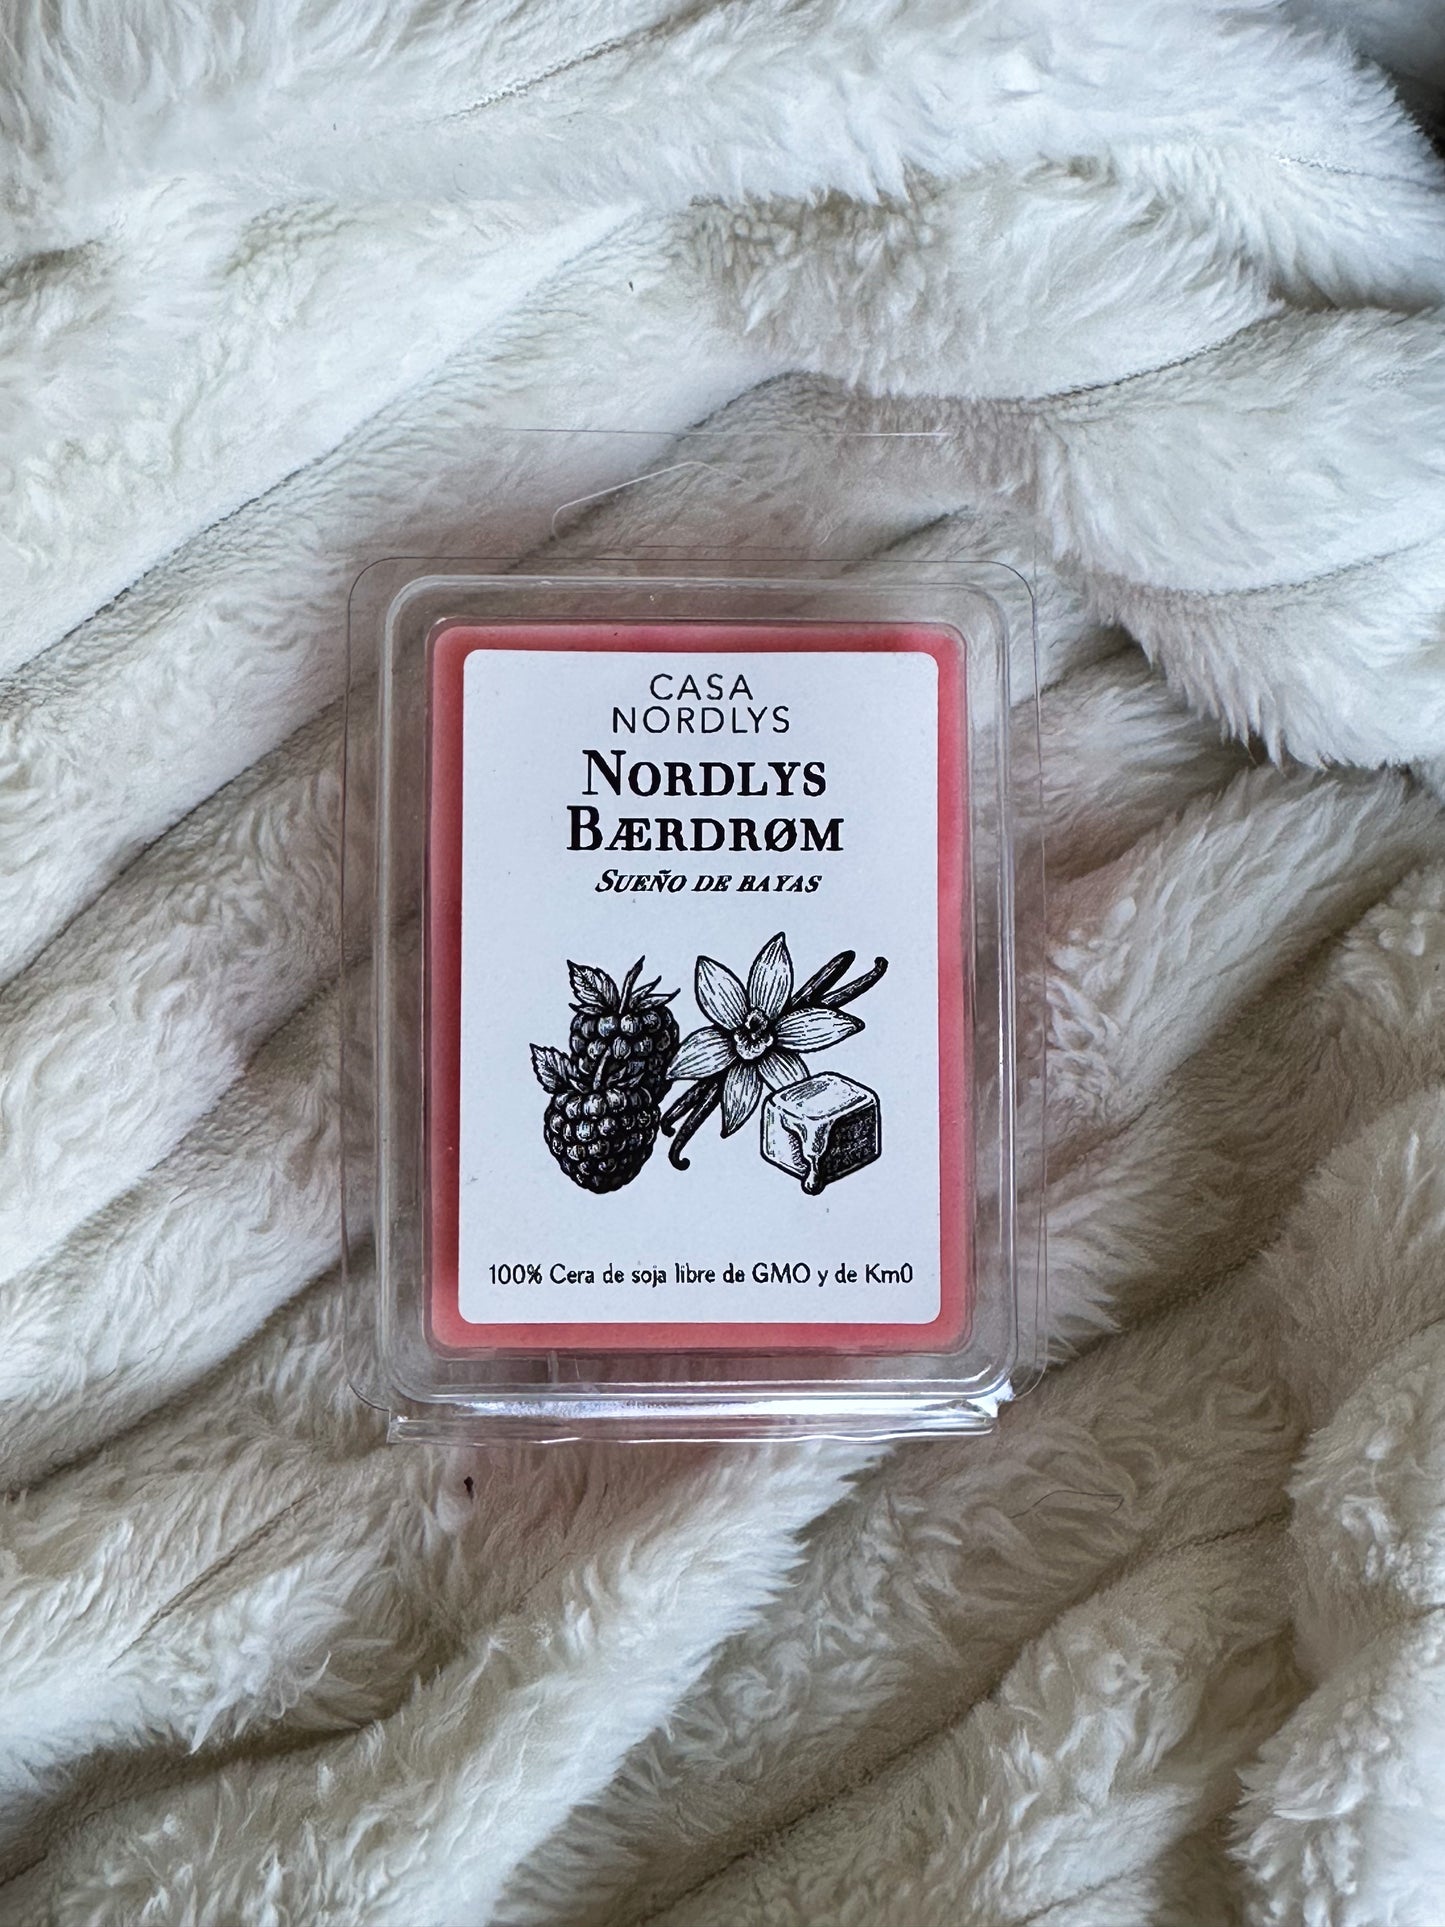 CASA
NORDLYS
Nordlys
Bærdrøm
Sueño de bayas
100% Cera de soja libre de GMO y de Km0